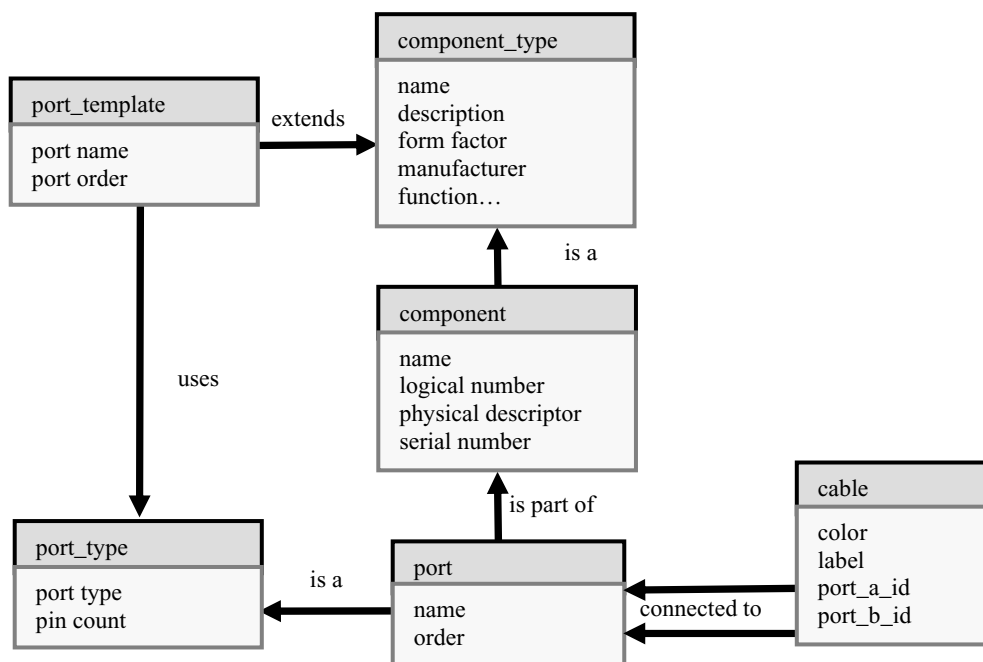 component_type
name
description
form factor
manufacturer
function…
port_template
port name
port order
extends
is a
component
name
logical number
physical descriptor
serial number
uses
is part of
cable
color
label
port_a_id
port_b_id
port_type
port type
pin count
is a
port
name
order
connected to